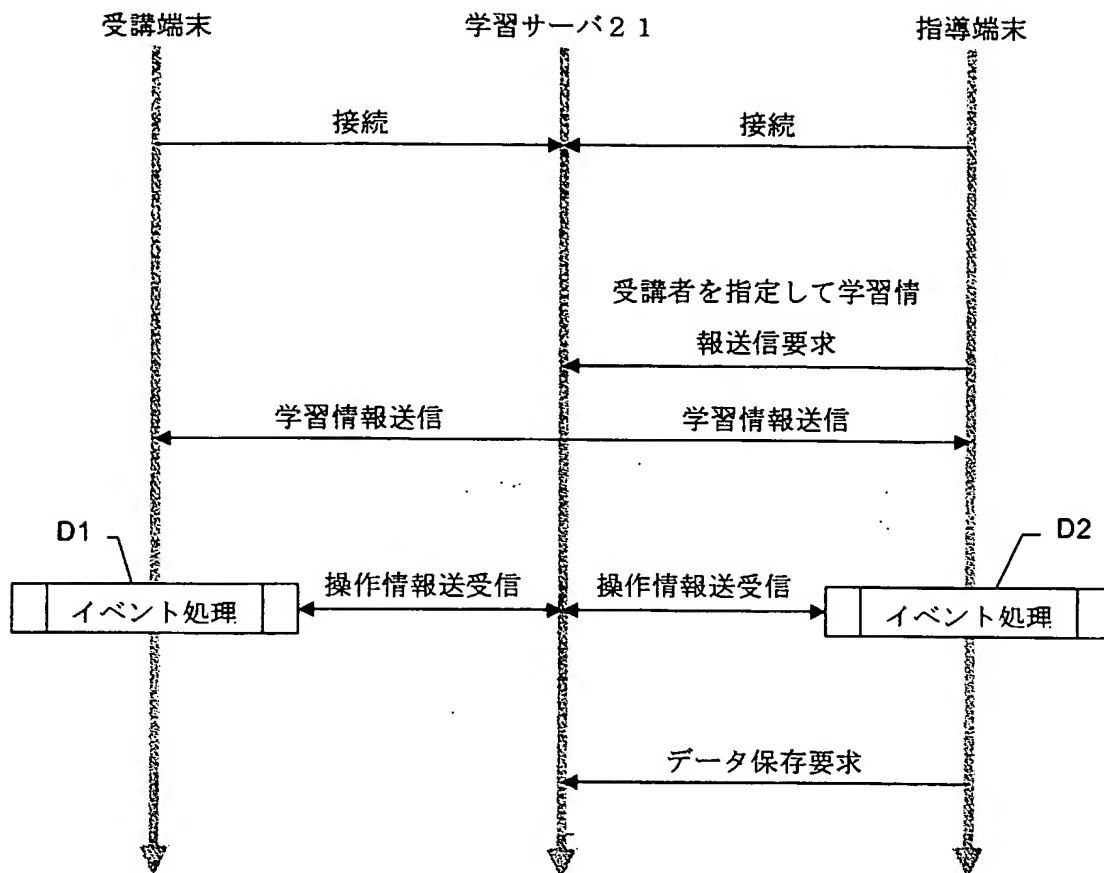 受講端末
学習サーバ21
指導端末
接続
接続
受講者を指定して学習情
報送信要求
学習情報送信
学習情報送信
D1
D2
操作情報送受信
操作情報送受信
イベント処理
イベント処理
データ保存要求